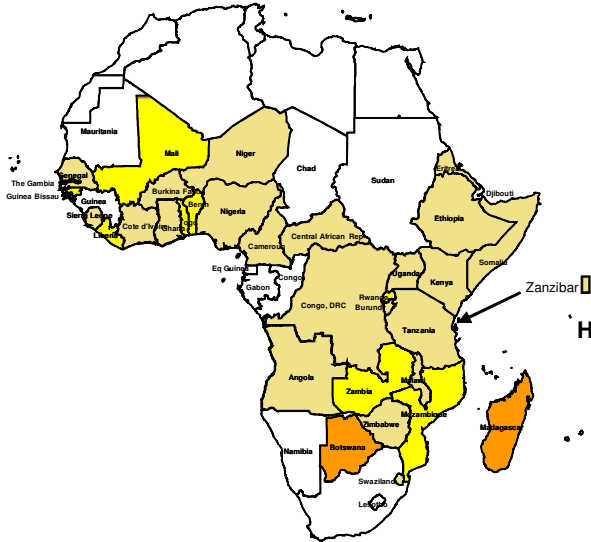 Mauritania
Mali
Niger
Chad
Sudan
Eritrea
Senegal
The Gambia
Guinea Bissau
Guinea
Burkina Faso
Benin
Nigeria
Djibouti
Ethiopia
Sierra Leone
Liberia
Cote d'Ivoire
Ghana
Togo
Cameroun
Central African Rep
Somalia
Eq Guinea
Gabon
Congo
Congo, DRC
Uganda
Kenya
Rwanda
Burundi
Zanzibar
Tanzania
H
Angola
Zambia
Malawi
Mozambique
Zimbabwe
Madagascar
Namibia
Botswana
Swaziland
Lesotho